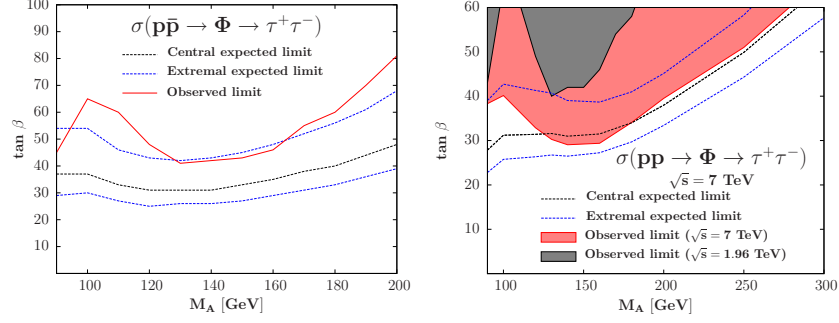 σ(pp̄ → Φ → τ⁺τ⁻)
Central expected limit
Extremal expected limit
Observed limit
tan β
100
90
80
70
60
50
40
30
20
10
100 120 140 160 180 200
M_A [GeV]
tan β
60
50
40
30
20
10
0
σ(pp → Φ → τ⁺τ⁻)
√s = 7 TeV
Central expected limit
Extremal expected limit
Observed limit (√s = 7 TeV)
Observed limit (√s = 1.96 TeV)
100 150 200 250 300
M_A [GeV]